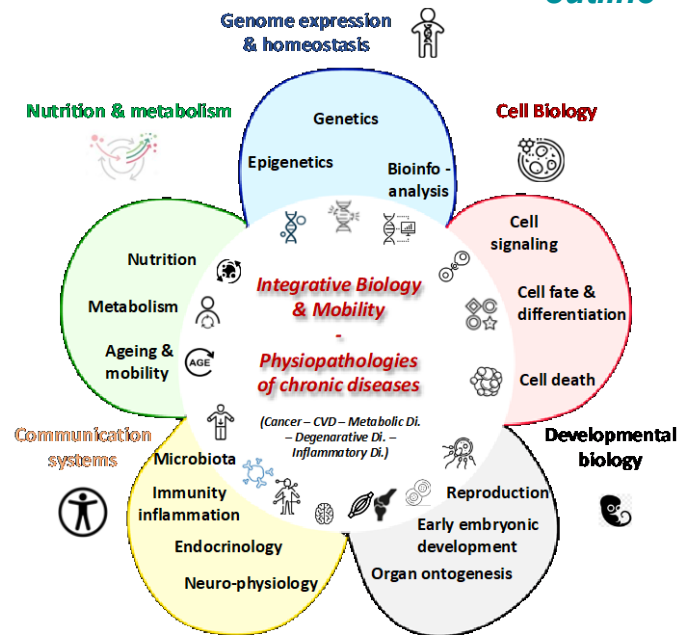 Genome expression
& homeostasis
Nutrition & metabolism
Cell Biology
Genetics
Epigenetics
Bioinfo -
analysis
Cell
signaling
Cell fate &
differentiation
Cell death
Nutrition
Metabolism
Ageing &
mobility
AGE
Integrative Biology
& Mobility
-
Physiopathologies
of chronic diseases
(Cancer – CVD – Metabolic Di.
– Degenarative Di. –
Inflammatory Di.)
Communication
systems
Developmental
biology
Microbiota
Immunity
inflammation
Endocrinology
Neuro-physiology
Reproduction
Early embryonic
development
Organ ontogenesis